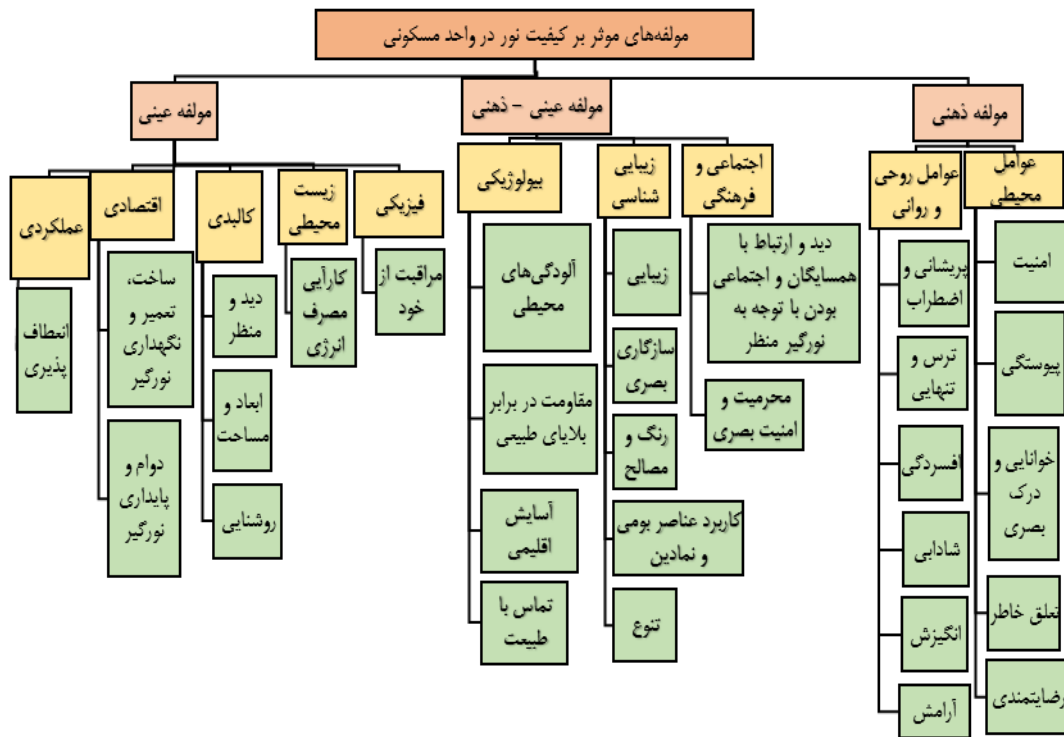 مولفه‌های موثر بر کیفیت نور در واحد مسکونی
مولفه ذهنی
مولفه عینی – ذهنی
مولفه عینی
عوامل
محیطی
عوامل روحی
و روانی
اجتماعی و
فرهنگی
زیبایی
شناسی
بیولوژیکی
فیزیکی
زیست
محیطی
کالبدی
اقتصادی
عملکردی
امنیت
پیوستگی
خوانایی و
درک
بصری
تعلق خاطر
رضایتمندی
پریشانی و
اضطراب
ترس و
تنهایی
افسردگی
شادابی
انگیزش
آرامش
دید و ارتباط با
همسایگان و اجتماعی
بودن با توجه به
نورگیر منظر
محرمیت و
امنیت بصری
زیبایی
سازگاری
بصری
رنگ و
مصالح
کاربرد عناصر بومی
و نمادین
تنوع
آلودگی‌های
محیطی
مقاومت در برابر
بلایای طبیعی
آسایش
اقلیمی
تماس با
طبیعت
مراقبت از
خود
کارآیی
مصرف
انرژی
دید و
منظر
ابعاد و
مساحت
روشنایی
ساخت،
تعمیر و
نگهداری
نورگیر
دوام و
پایداری
نورگیر
انعطاف
پذیری